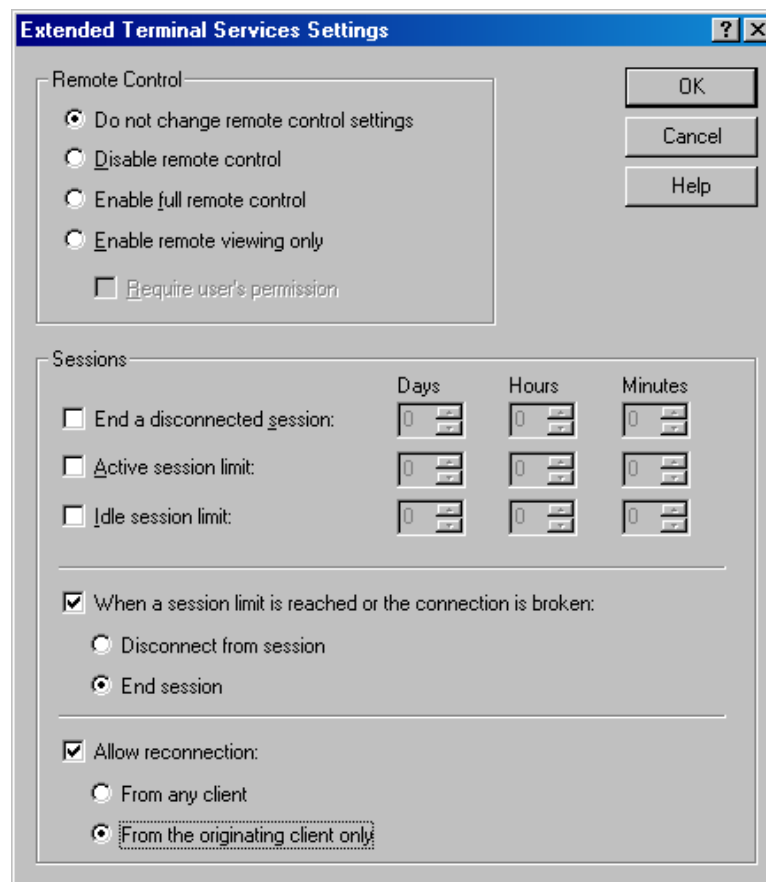 Extended Terminal Services Settings
Remote Control
Do not change remote control settings
Disable remote control
Enable full remote control
Enable remote viewing only
Require user's permission
OK
Cancel
Help
Sessions
Days Hours Minutes
End a disconnected session: 0 0 0
Active session limit: 0 0 0
Idle session limit: 0 0 0
When a session limit is reached or the connection is broken:
Disconnect from session
End session
Allow reconnection:
From any client
From the originating client only